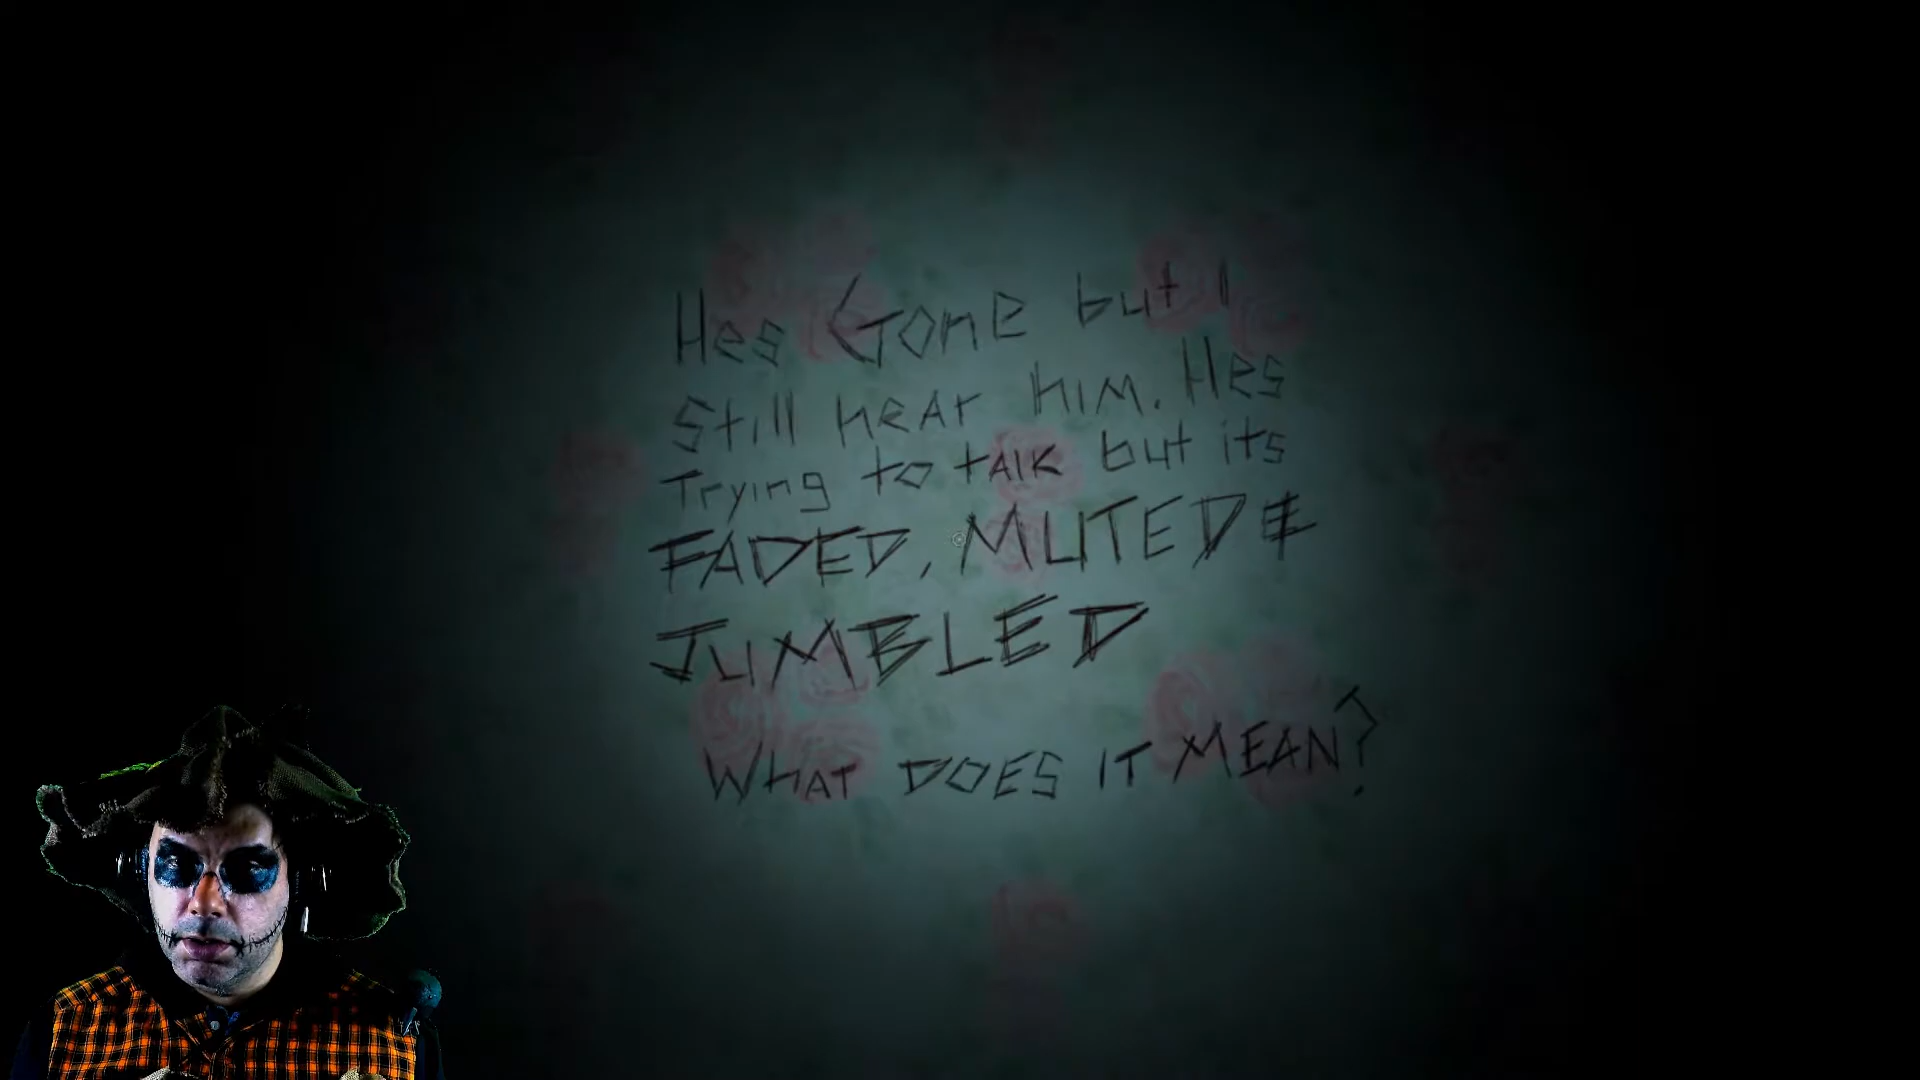 Hes Gone but I
still hear him. Hes
Trying to talk but its
FADED, MUTED &
JUMBLED
WHAT DOES IT MEAN?